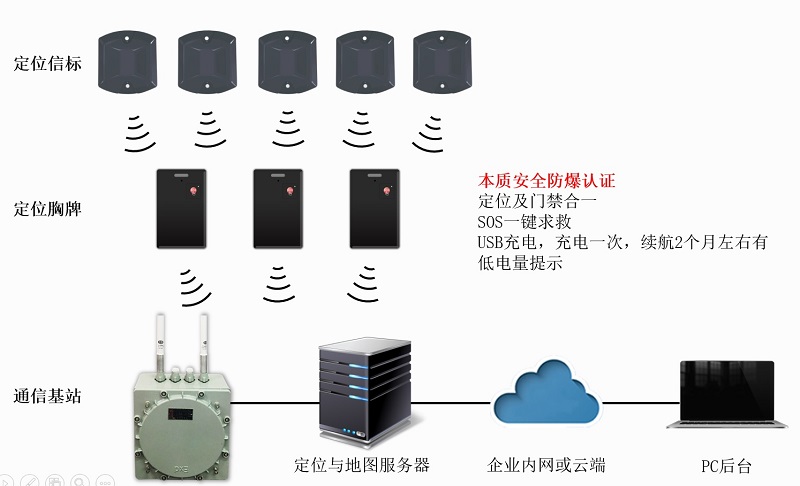 定位信标
定位胸牌
本质安全防爆认证
定位及门禁合一
SOS一键求救
USB充电，充电一次，续航2个月左右有
低电量提示
通信基站
定位与地图服务器
企业内网或云端
PC后台